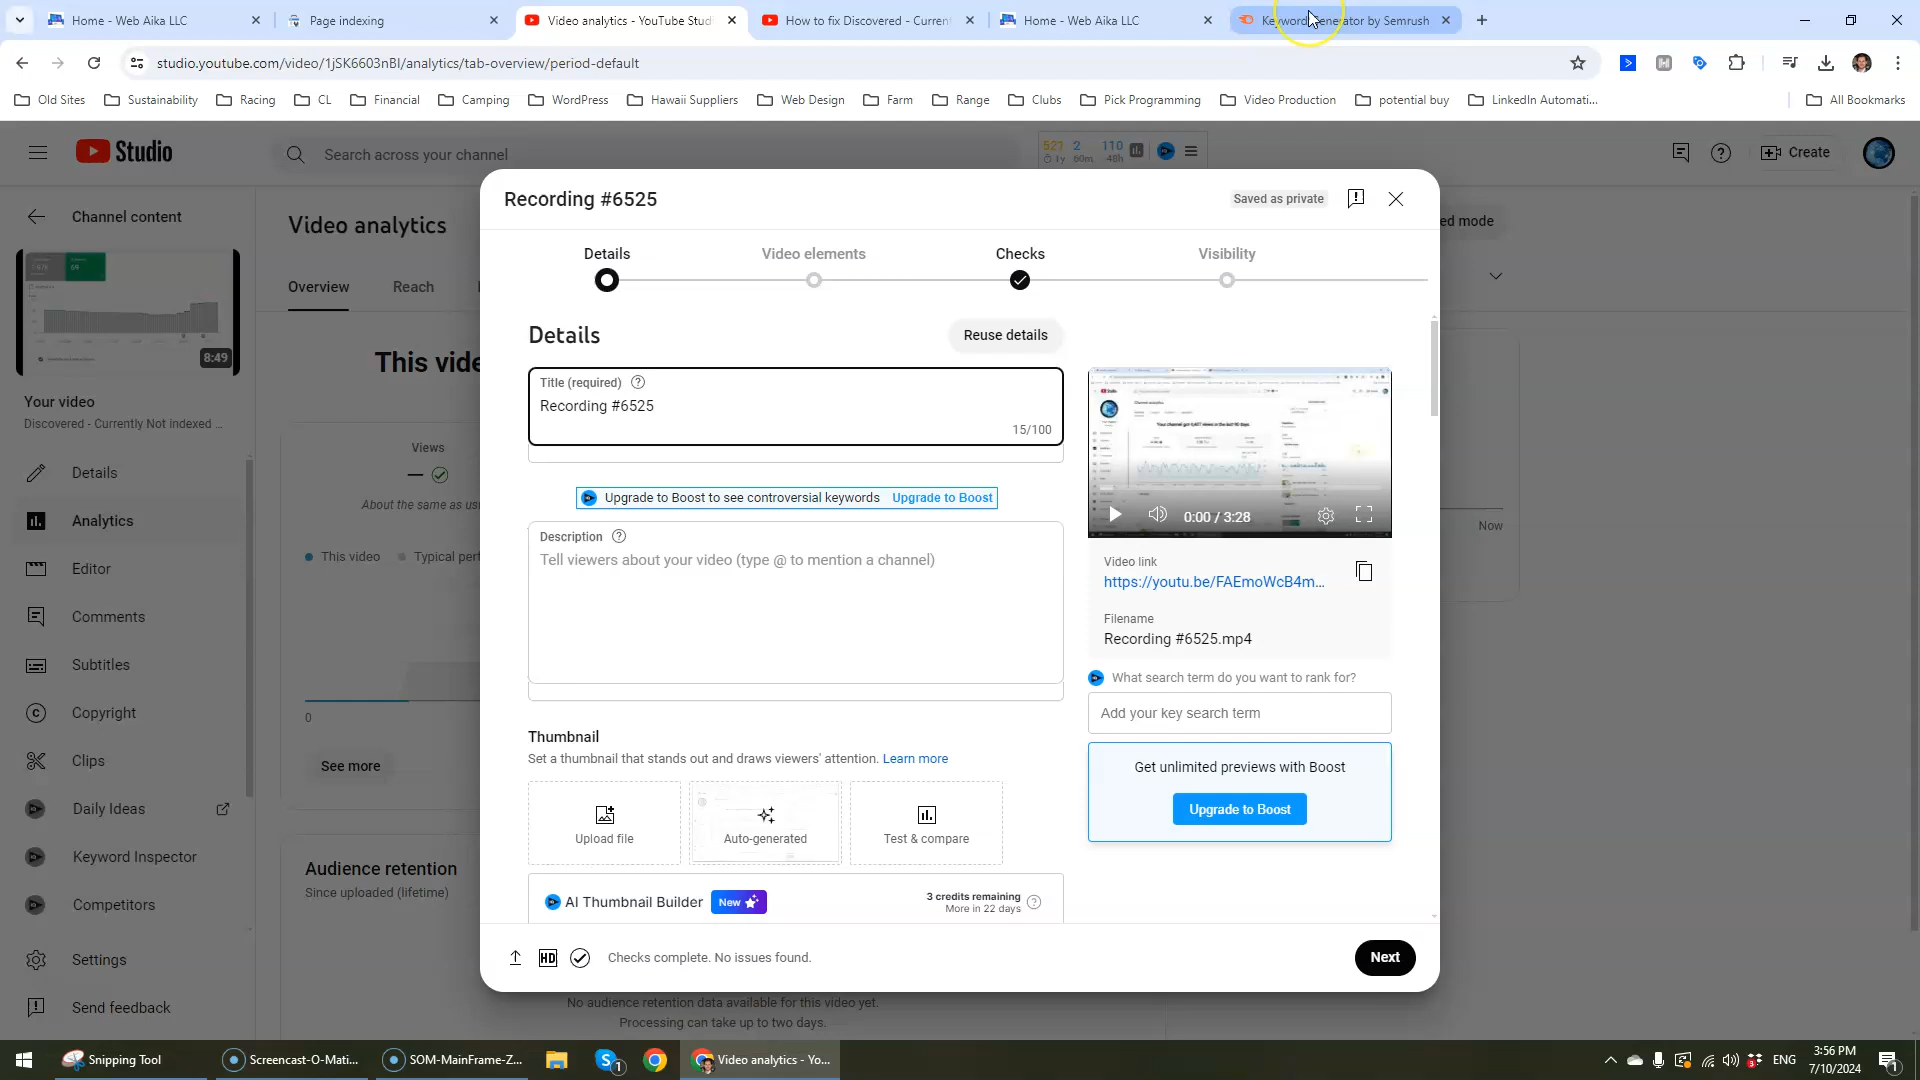 Home - Web Aika LLC
Page indexing
Video analytics - YouTube Studi
How to fix Discovered - Curren
Home - Web Aika LLC
Keyword Generator by Semrush
studio.youtube.com/video/1jSK6603nBI/analytics/tab-overview/period-default
Old Sites
Sustainability
Racing
CL
Financial
Camping
WordPress
Hawaii Suppliers
Web Design
Farm
Range
Clubs
Pick Programming
Video Production
potential buy
LinkedIn Automati...
All Bookmarks
Studio
Search across your channel
521 2 110
1y 60m 48h
Create
Channel content
8:49
Your video
Discovered - Currently Not indexed ...
Details
Analytics
Editor
Comments
Subtitles
Copyright
Clips
Daily Ideas
Keyword Inspector
Competitors
Settings
Send feedback
Video analytics
ed mode
Overview
Reach
This vide
Views
About the same as us
This video
Typical perf
0
Now
See more
Audience retention
Since uploaded (lifetime)
No audience retention data available for this video yet.
Processing can take up to two days.
Recording #6525
Saved as private
Details
Video elements
Checks
Visibility
Details
Reuse details
Title (required)
Recording #6525
15/100
Upgrade to Boost to see controversial keywords
Upgrade to Boost
Description
Tell viewers about your video (type @ to mention a channel)
Thumbnail
Set a thumbnail that stands out and draws viewers' attention. Learn more
Upload file
Auto-generated
Test & compare
AI Thumbnail Builder
New
3 credits remaining
More in 22 days
0:00 / 3:28
Video link
https://youtu.be/FAEmoWcB4m...
Filename
Recording #6525.mp4
What search term do you want to rank for?
Add your key search term
Get unlimited previews with Boost
Upgrade to Boost
HD
Checks complete. No issues found.
Next
Snipping Tool
Screencast-O-Mati...
SOM-MainFrame-Z...
1
Video analytics - Yo...
ENG
3:56 PM
7/10/2024
1